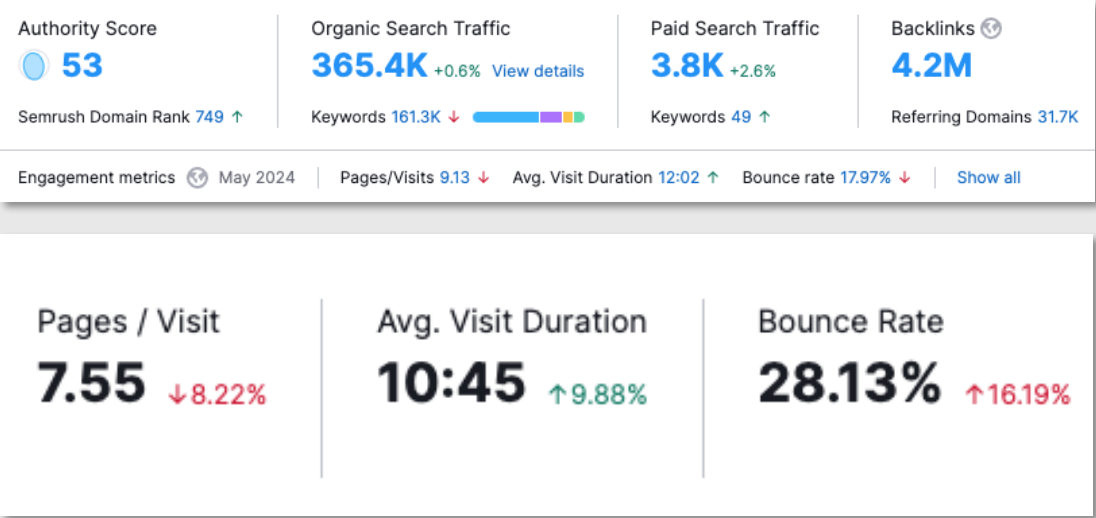 Authority Score
53
Semrush Domain Rank 749 ↑
Organic Search Traffic
365.4K +0.6% View details
Keywords 161.3K ↓
Paid Search Traffic
3.8K +2.6%
Keywords 49 ↑
Backlinks
4.2M
Referring Domains 31.7K
Engagement metrics May 2024 Pages/Visits 9.13 ↓ Avg. Visit Duration 12:02 ↑ Bounce rate 17.97% ↓ Show all
Pages / Visit
7.55 ↓8.22%
Avg. Visit Duration
10:45 ↑9.88%
Bounce Rate
28.13% ↑16.19%